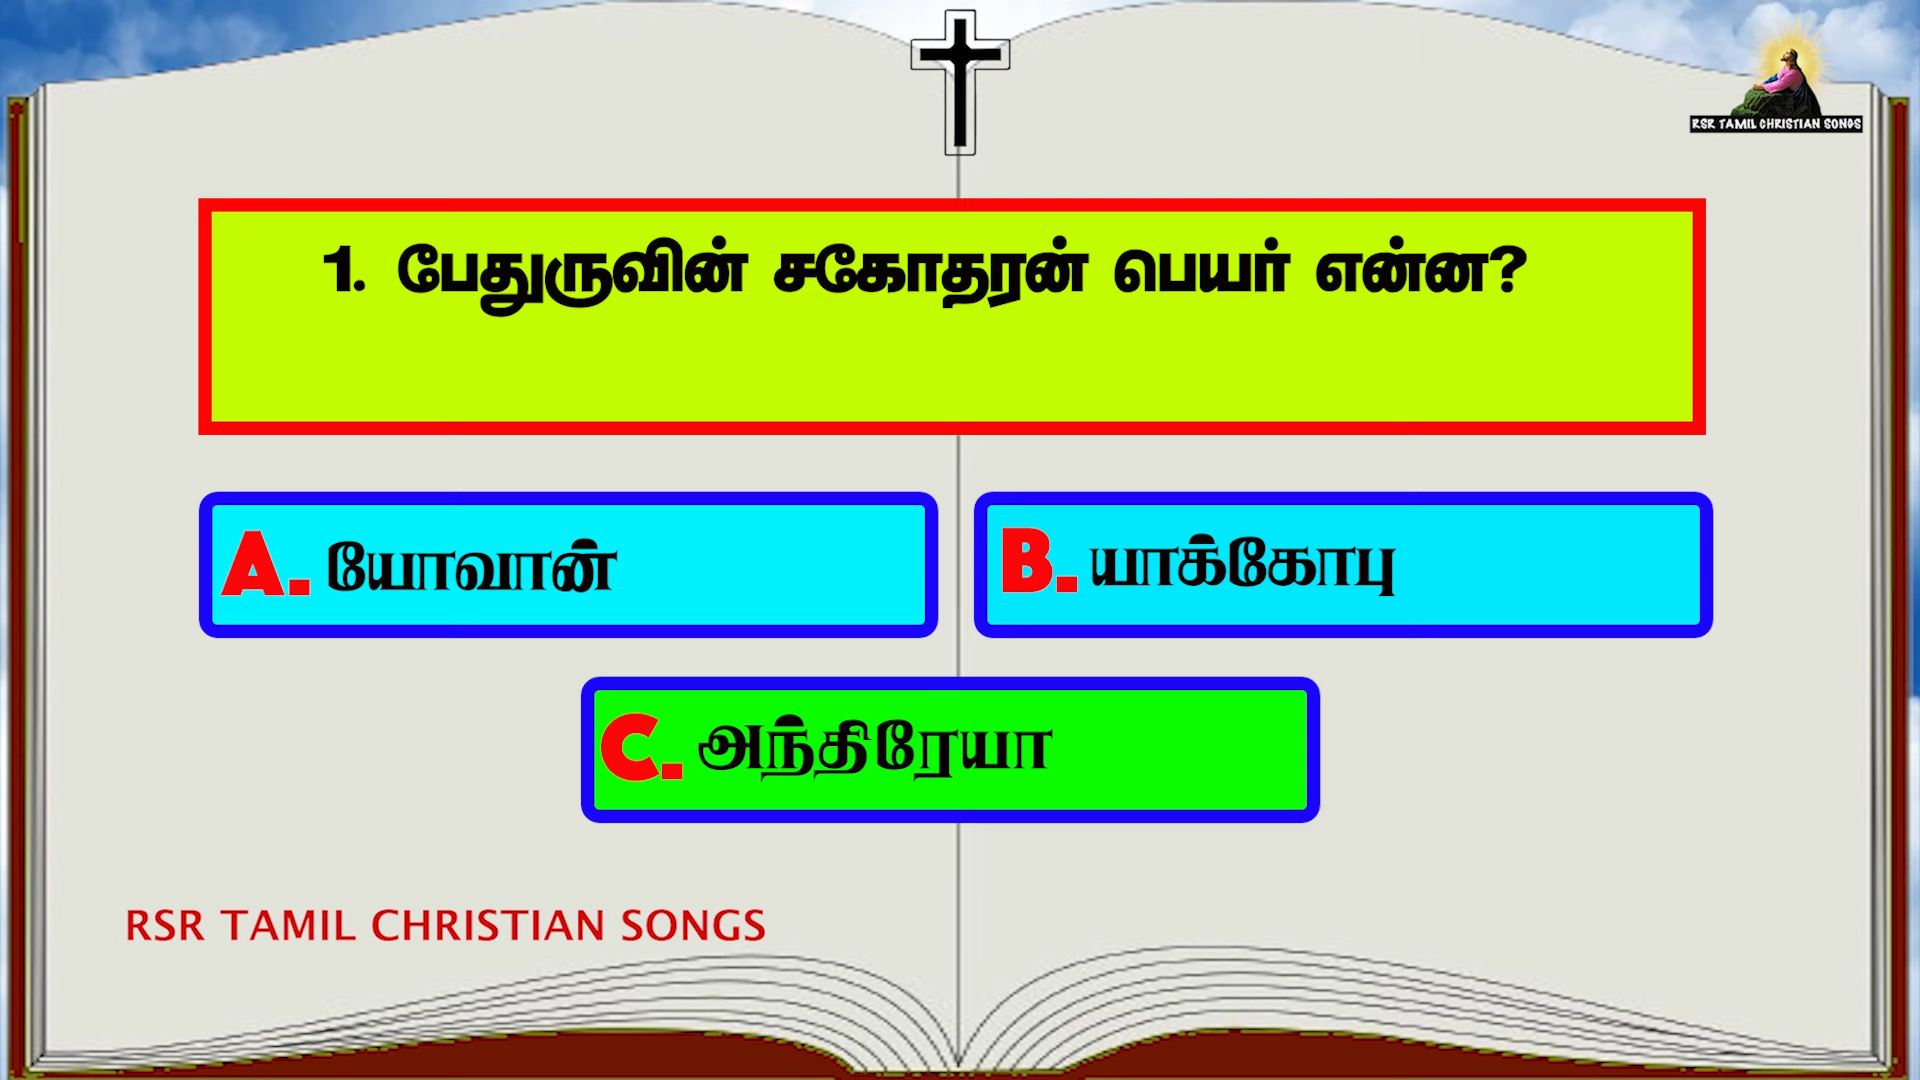 RSR TAMIL CHRISTIAN SONGS
1. பேதுருவின் சகோதரன் பெயர் என்ன?
A. யோவான்
B. யாக்கோபு
C. அந்திரேயா
RSR TAMIL CHRISTIAN SONGS